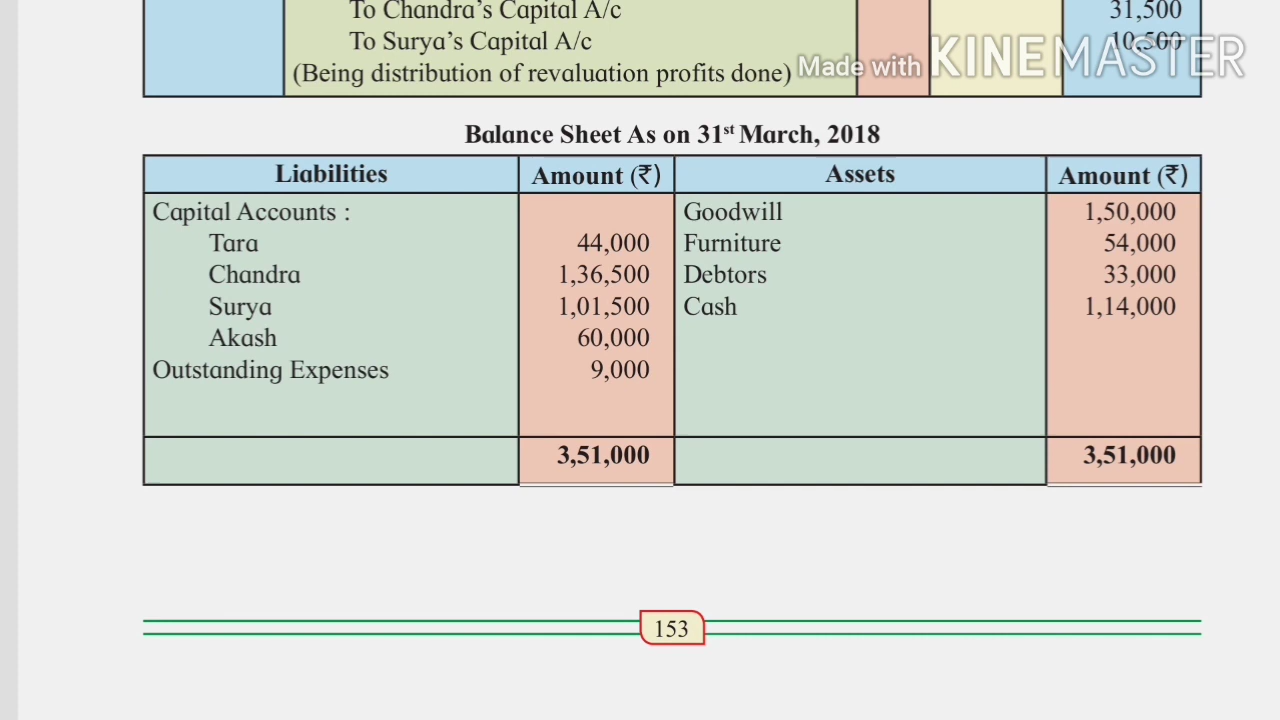 To Chandra's Capital A/c 31,500
To Surya's Capital A/c 10,500
(Being distribution of revaluation profits done)
Made with KINEMASTER
Balance Sheet As on 31st March, 2018
Liabilities Amount (₹) Assets Amount (₹)
Capital Accounts : Goodwill 1,50,000
Tara 44,000 Furniture 54,000
Chandra 1,36,500 Debtors 33,000
Surya 1,01,500 Cash 1,14,000
Akash 60,000
Outstanding Expenses 9,000
3,51,000 3,51,000
153